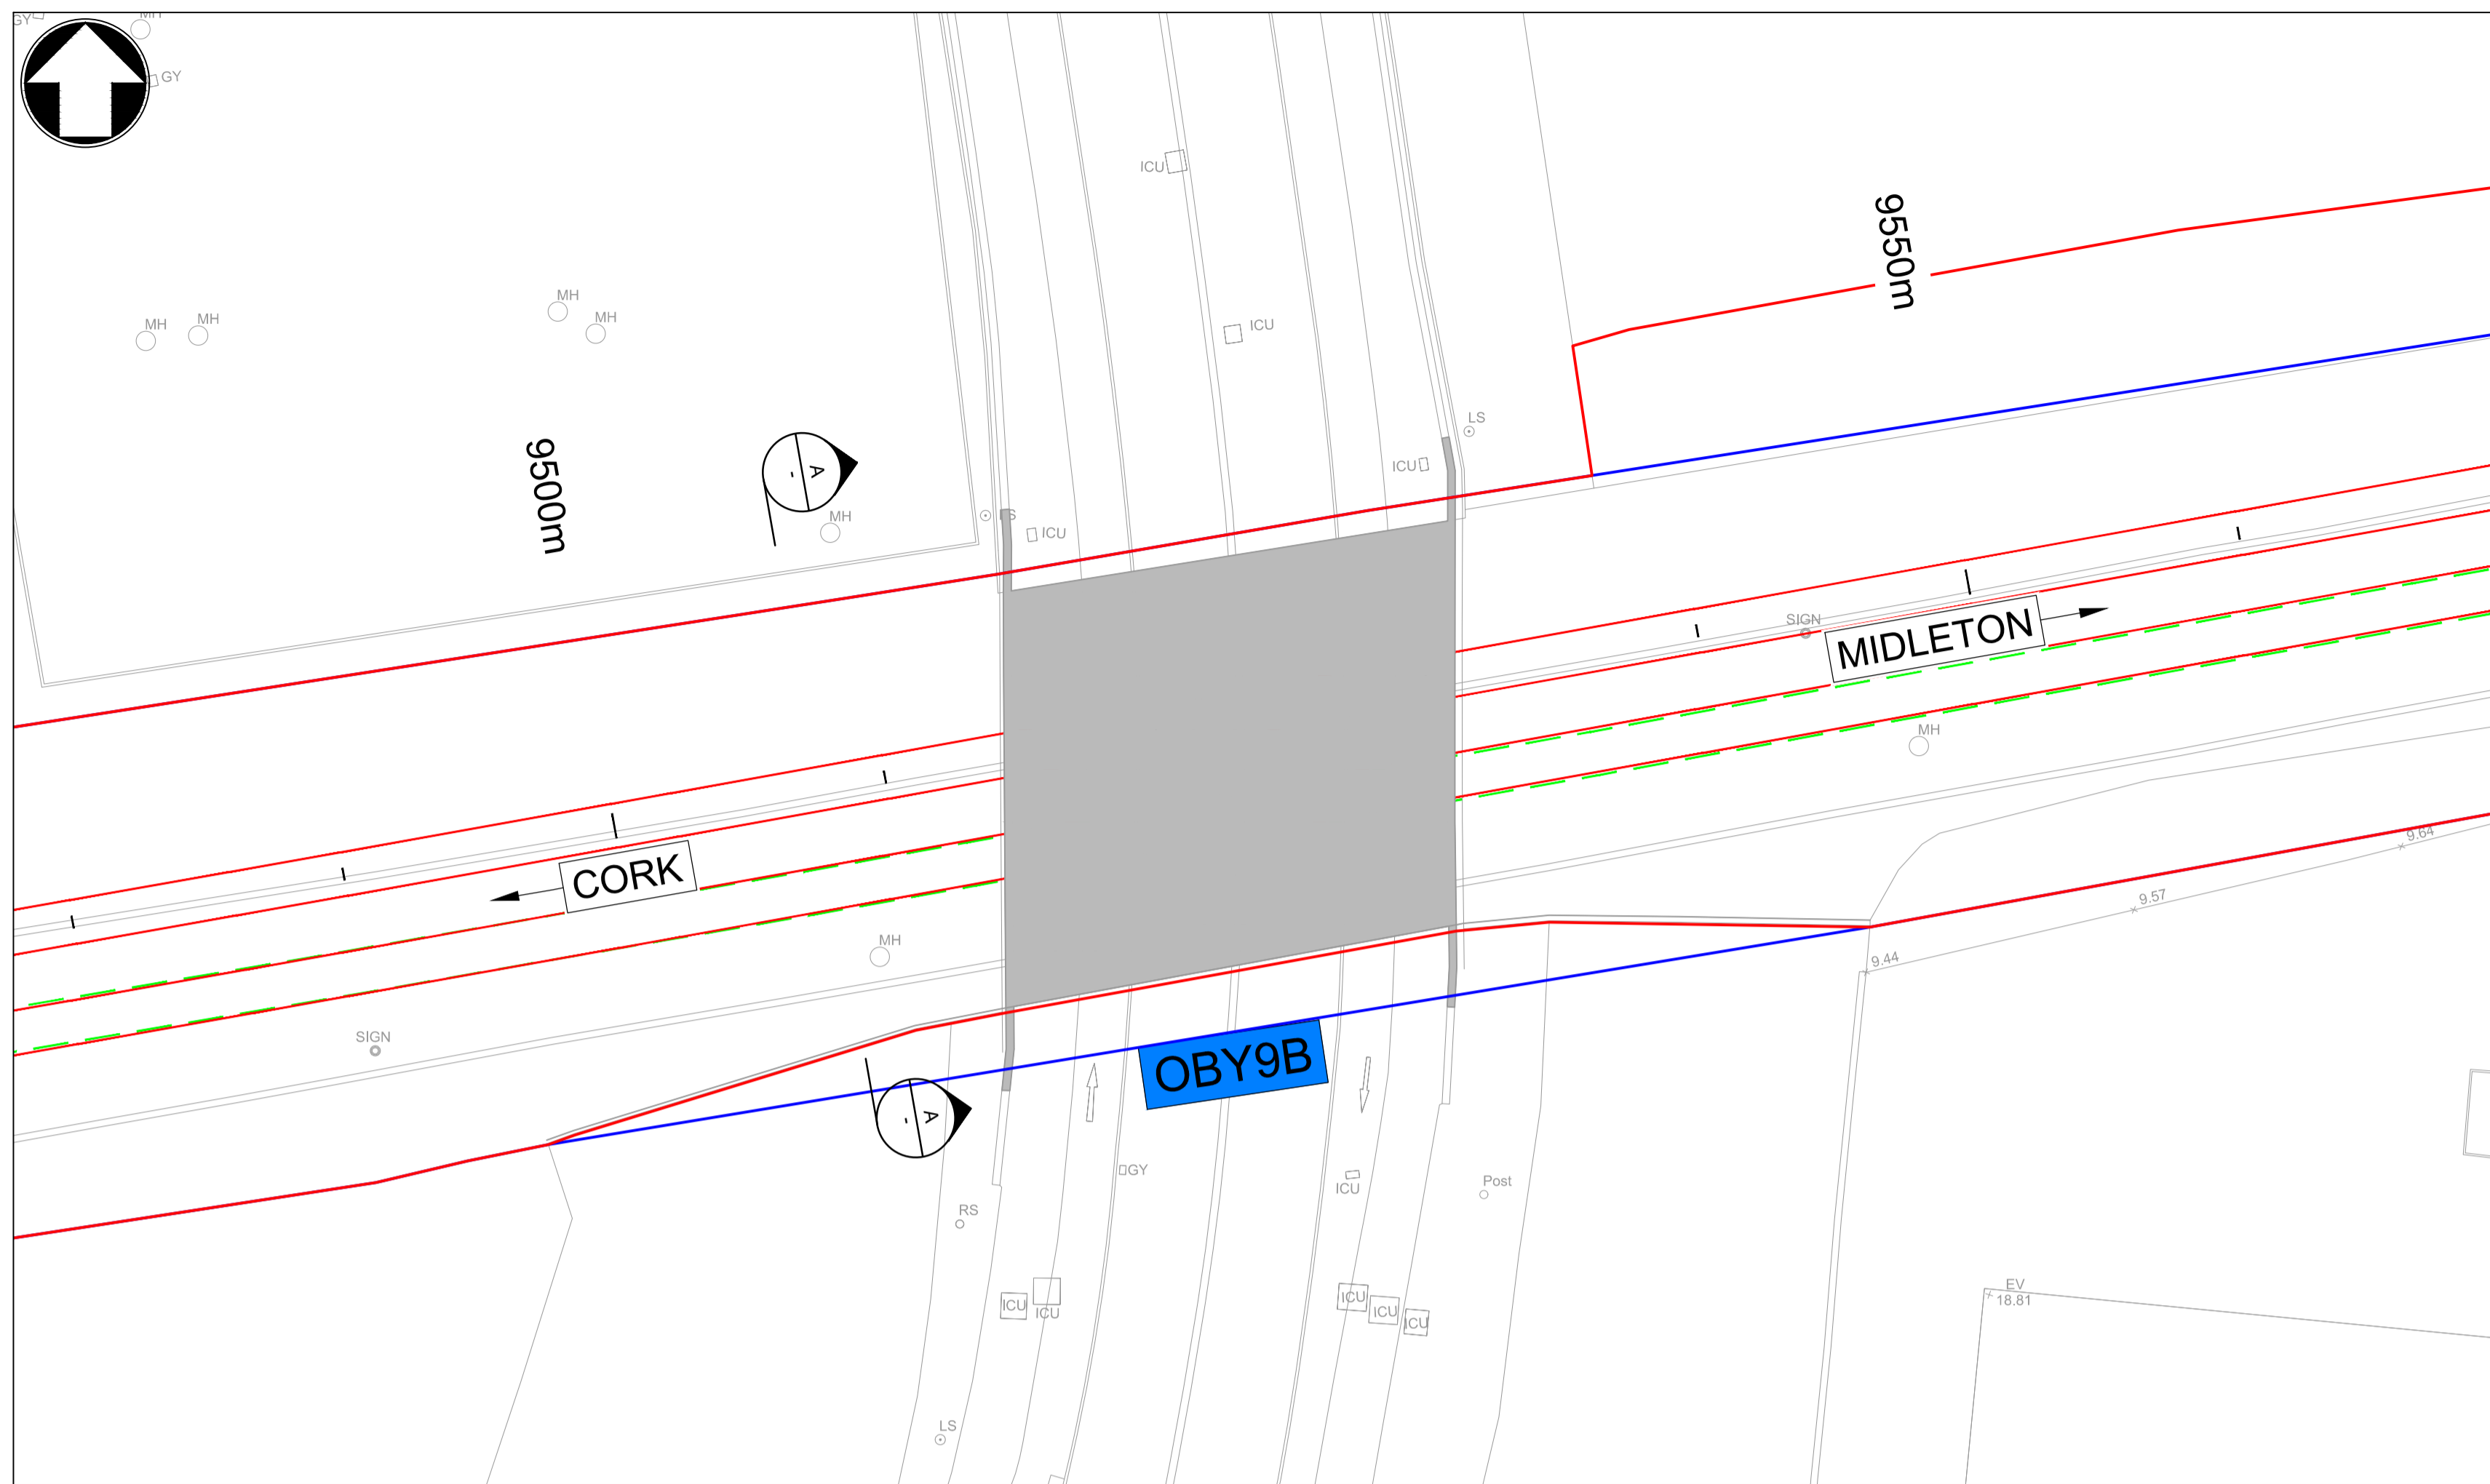 GY
MH
GY
ICU
9550m
MH
MH
MH
MH
ICU
LS
9500m
A
-
ICU
MH
ICU
SIGN
MIDLETON
MH
9.64
CORK
9.57
MH
9.44
SIGN
OBY9B
A
-
GY
ICU
Post
RS
EV
18.81
ICU
ICU
ICU
ICU
ICU
LS